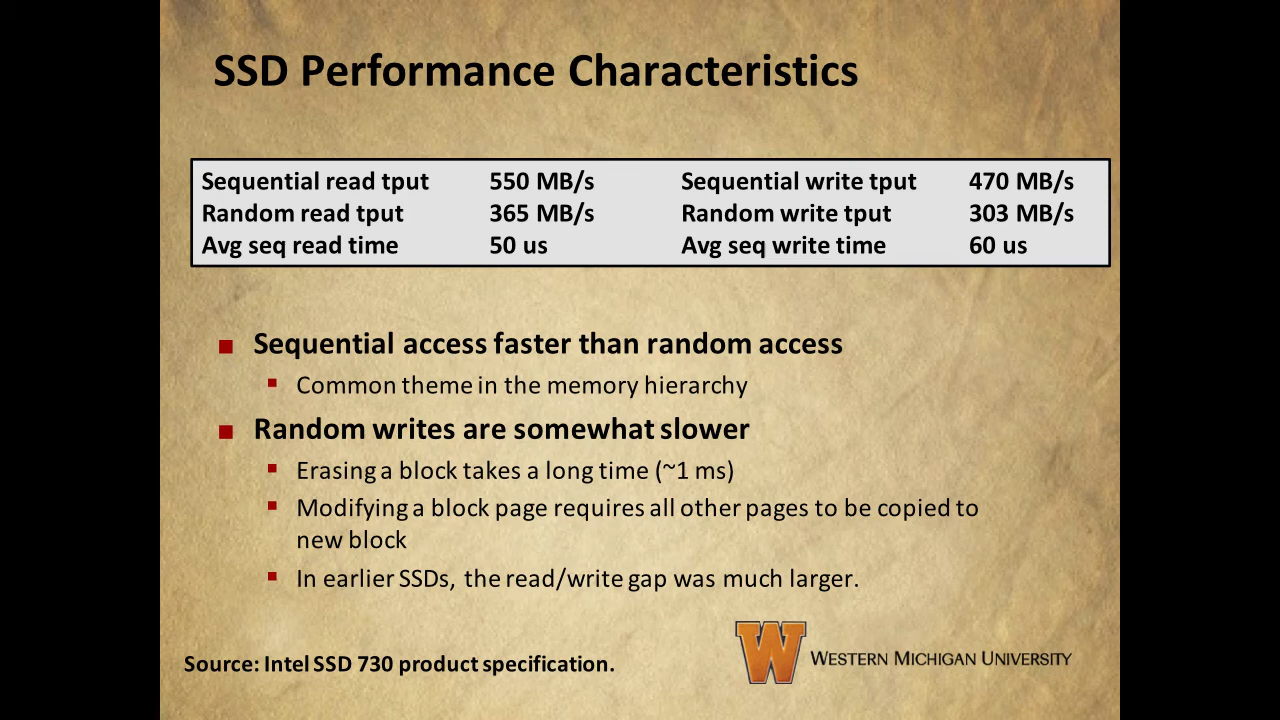 SSD Performance Characteristics
Sequential read tput 550 MB/s Sequential write tput 470 MB/s
Random read tput 365 MB/s Random write tput 303 MB/s
Avg seq read time 50 us Avg seq write time 60 us
Sequential access faster than random access
Common theme in the memory hierarchy
Random writes are somewhat slower
Erasing a block takes a long time (~1 ms)
Modifying a block page requires all other pages to be copied to
new block
In earlier SSDs, the read/write gap was much larger.
Source: Intel SSD 730 product specification.
W WESTERN MICHIGAN UNIVERSITY